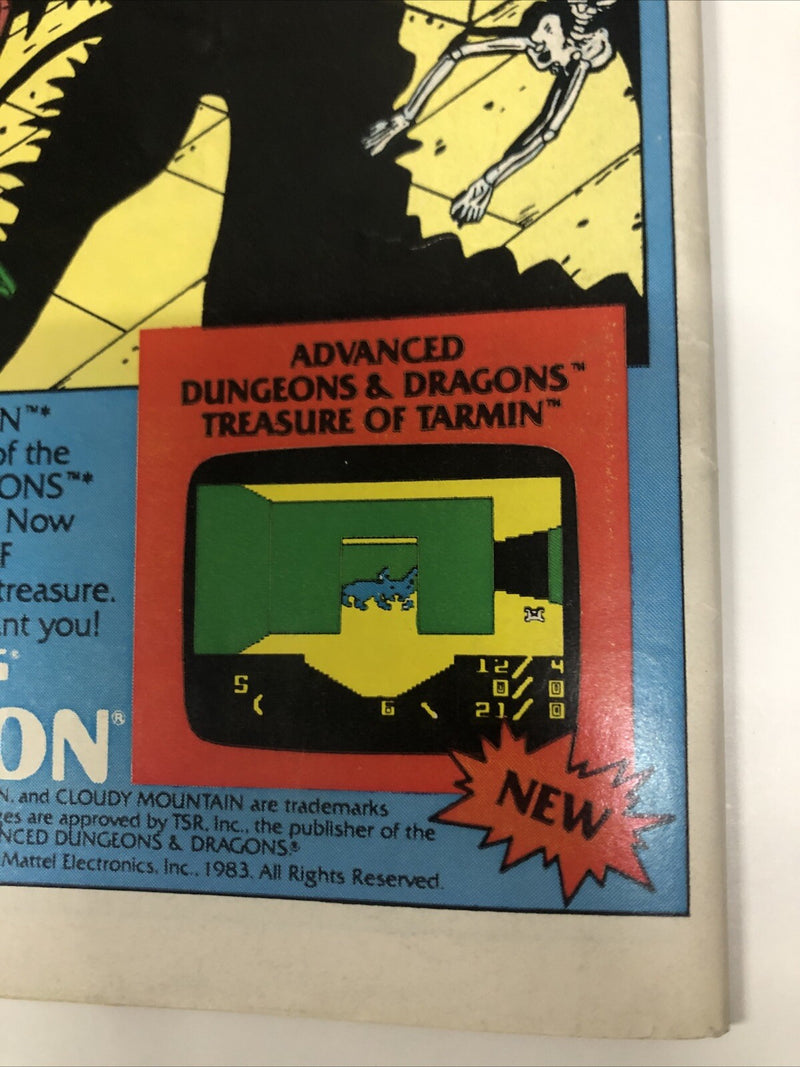 ADVANCED
DUNGEONS & DRAGONS™
TREASURE OF TARMIN™
N™*
of the
ONS™*
Now
F
treasure.
nt you!
G®
ON®
S
12 4
0 0
6 21 0
NEW
N. and CLOUDY MOUNTAIN are trademarks
ges are approved by TSR, Inc., the publisher of the
NCED DUNGEONS & DRAGONS®
Mattel Electronics, Inc., 1983. All Rights Reserved.